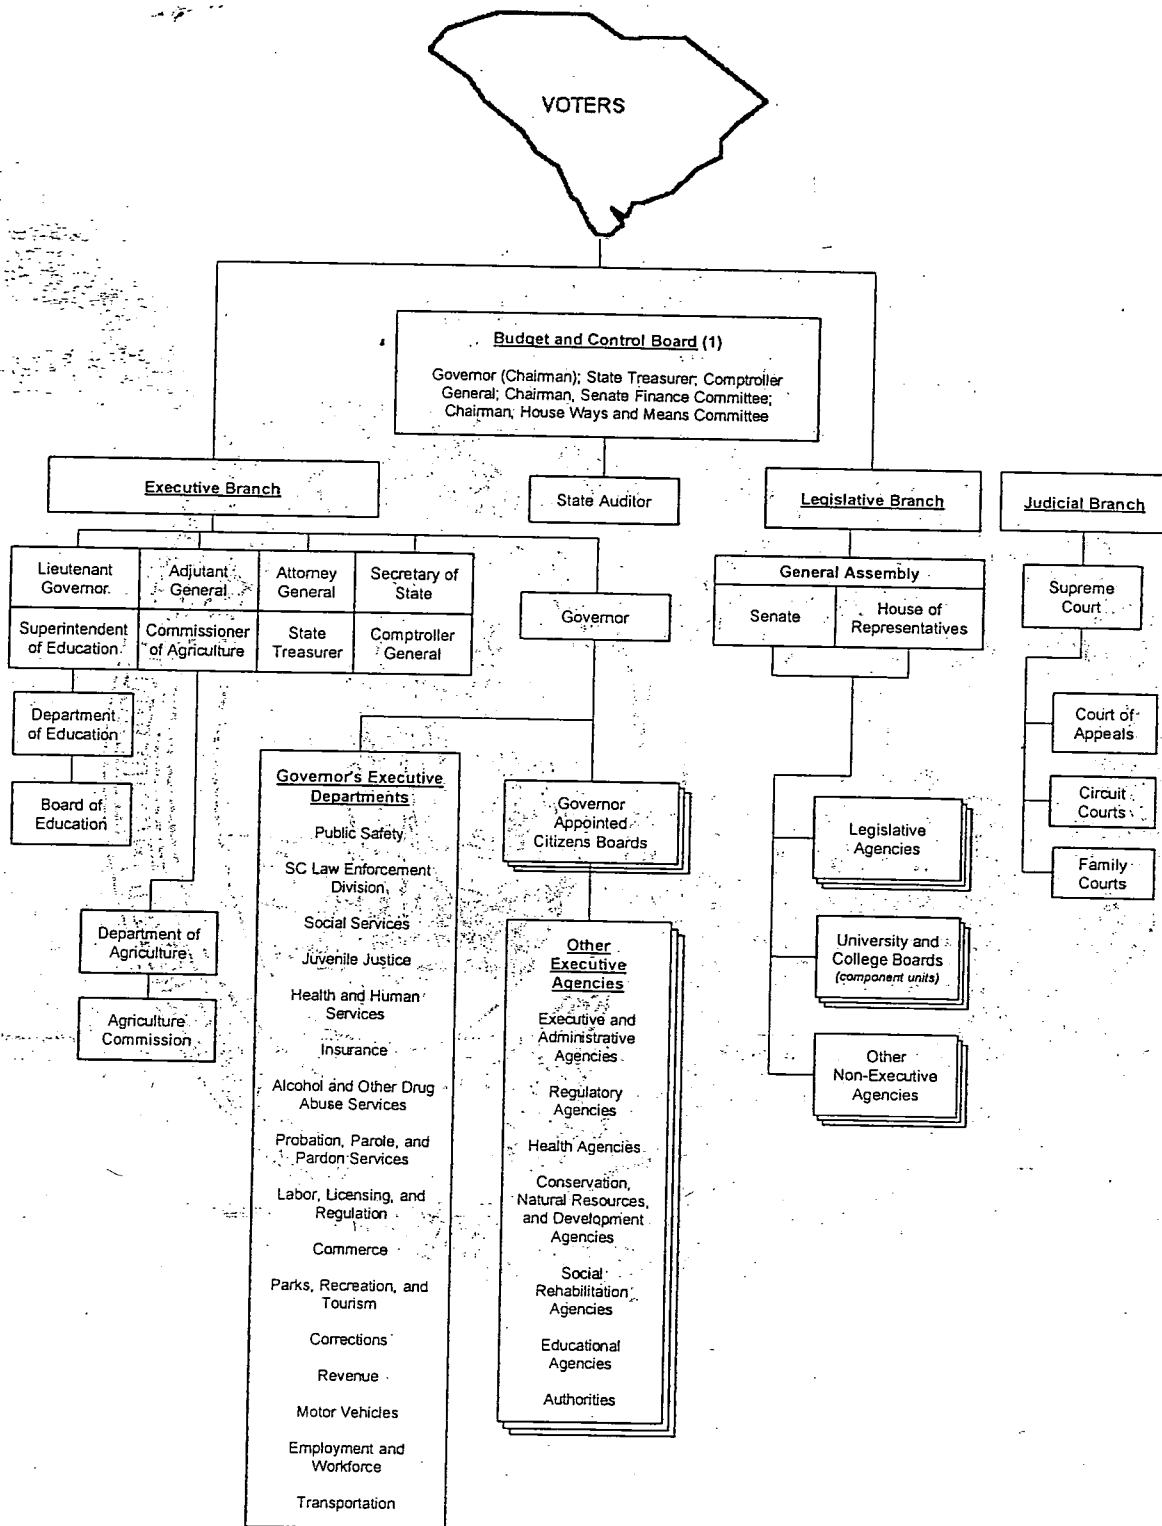 VOTERS
Budget and Control Board (1)
Governor (Chairman); State Treasurer; Comptroller
General; Chairman, Senate Finance Committee;
Chairman, House Ways and Means Committee
Executive Branch
State Auditor
Legislative Branch
Judicial Branch
Lieutenant
Governor
Adjutant
General
Attorney
General
Secretary of
State
Superintendent
of Education
Commissioner
of Agriculture
State
Treasurer
Comptroller
General
Governor
General Assembly
Senate
House of
Representatives
Supreme
Court
Department
of Education
Board of
Education
Department of
Agriculture
Agriculture
Commission
Governor's Executive
Departments
Public Safety
SC Law Enforcement
Division
Social Services
Juvenile Justice
Health and Human
Services
Insurance
Alcohol and Other Drug
Abuse Services
Probation, Parole, and
Pardon Services
Labor, Licensing, and
Regulation
Commerce
Parks, Recreation, and
Tourism
Corrections
Revenue
Motor Vehicles
Employment and
Workforce
Transportation
Governor
Appointed
Citizens Boards
Other
Executive
Agencies
Executive and
Administrative
Agencies
Regulatory
Agencies
Health Agencies
Conservation,
Natural Resources,
and Development
Agencies
Social
Rehabilitation
Agencies
Educational
Agencies
Authorities
Legislative
Agencies
University and
College Boards
(component units)
Other
Non-Executive
Agencies
Court of
Appeals
Circuit
Courts
Family
Courts